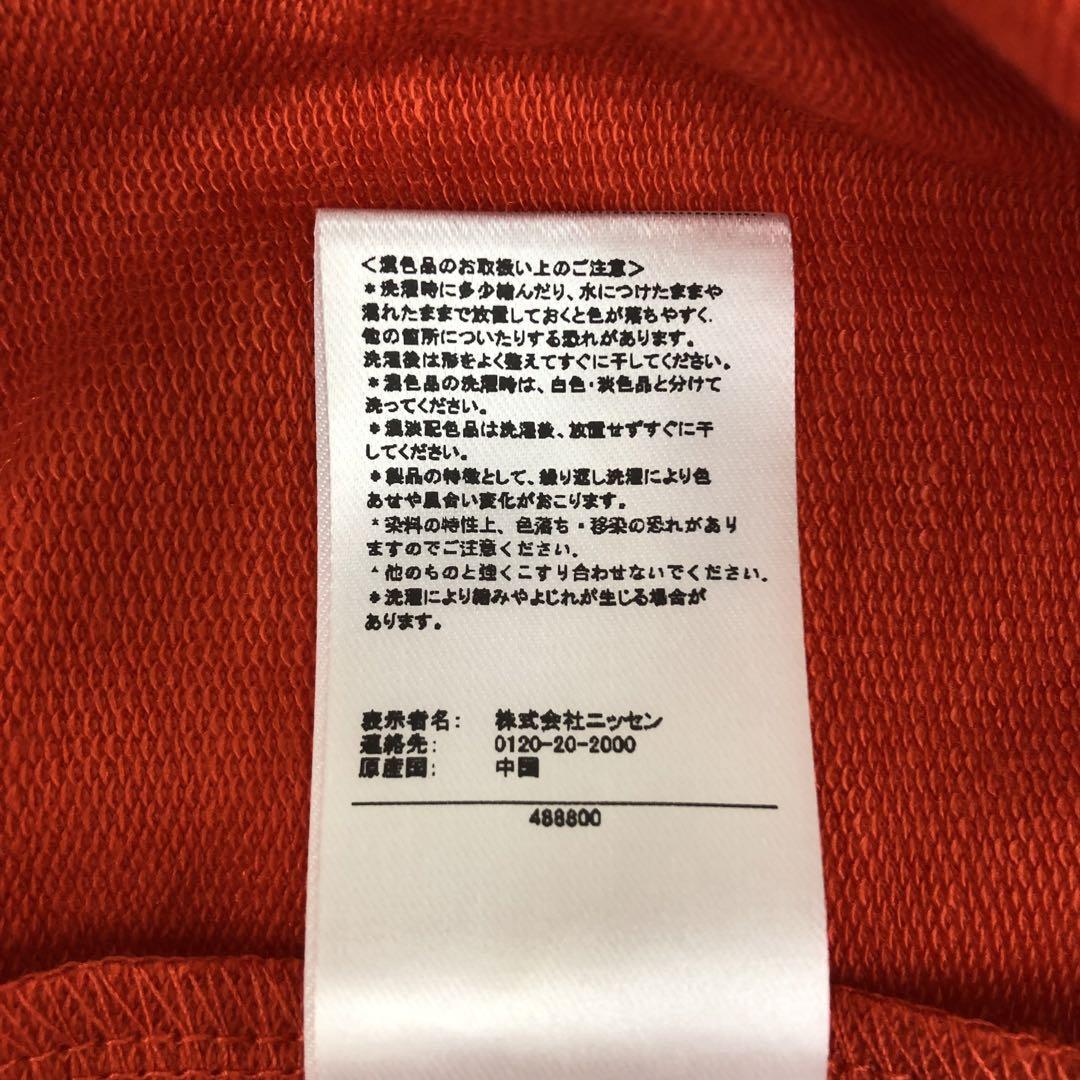 <濃色品のお取扱い上のご注意>
*洗濯時に多少縮んだり、水につけたままや
濡れたままで放置しておくと色が落ちやすく、
他の箇所についたりする恐れがあります。
洗濯後は形をよく整えてすぐに干してください。
*濃色品の洗濯時は、白色・淡色品と分けて
洗ってください。
*濃淡配色品は洗濯後、放置せずすぐに干
してください。
*製品の特徴として、繰り返し洗濯により色
あせや風合い変化がおこります。
*染料の特性上、色落ち・移染の恐れがあり
ますのでご注意ください。
*他のものと強くこすり合わせないでください。
*洗濯により縮みやよじれが生じる場合が
あります。
表示者名: 株式会社ニッセン
連絡先: 0120-20-2000
原産国: 中国
488800